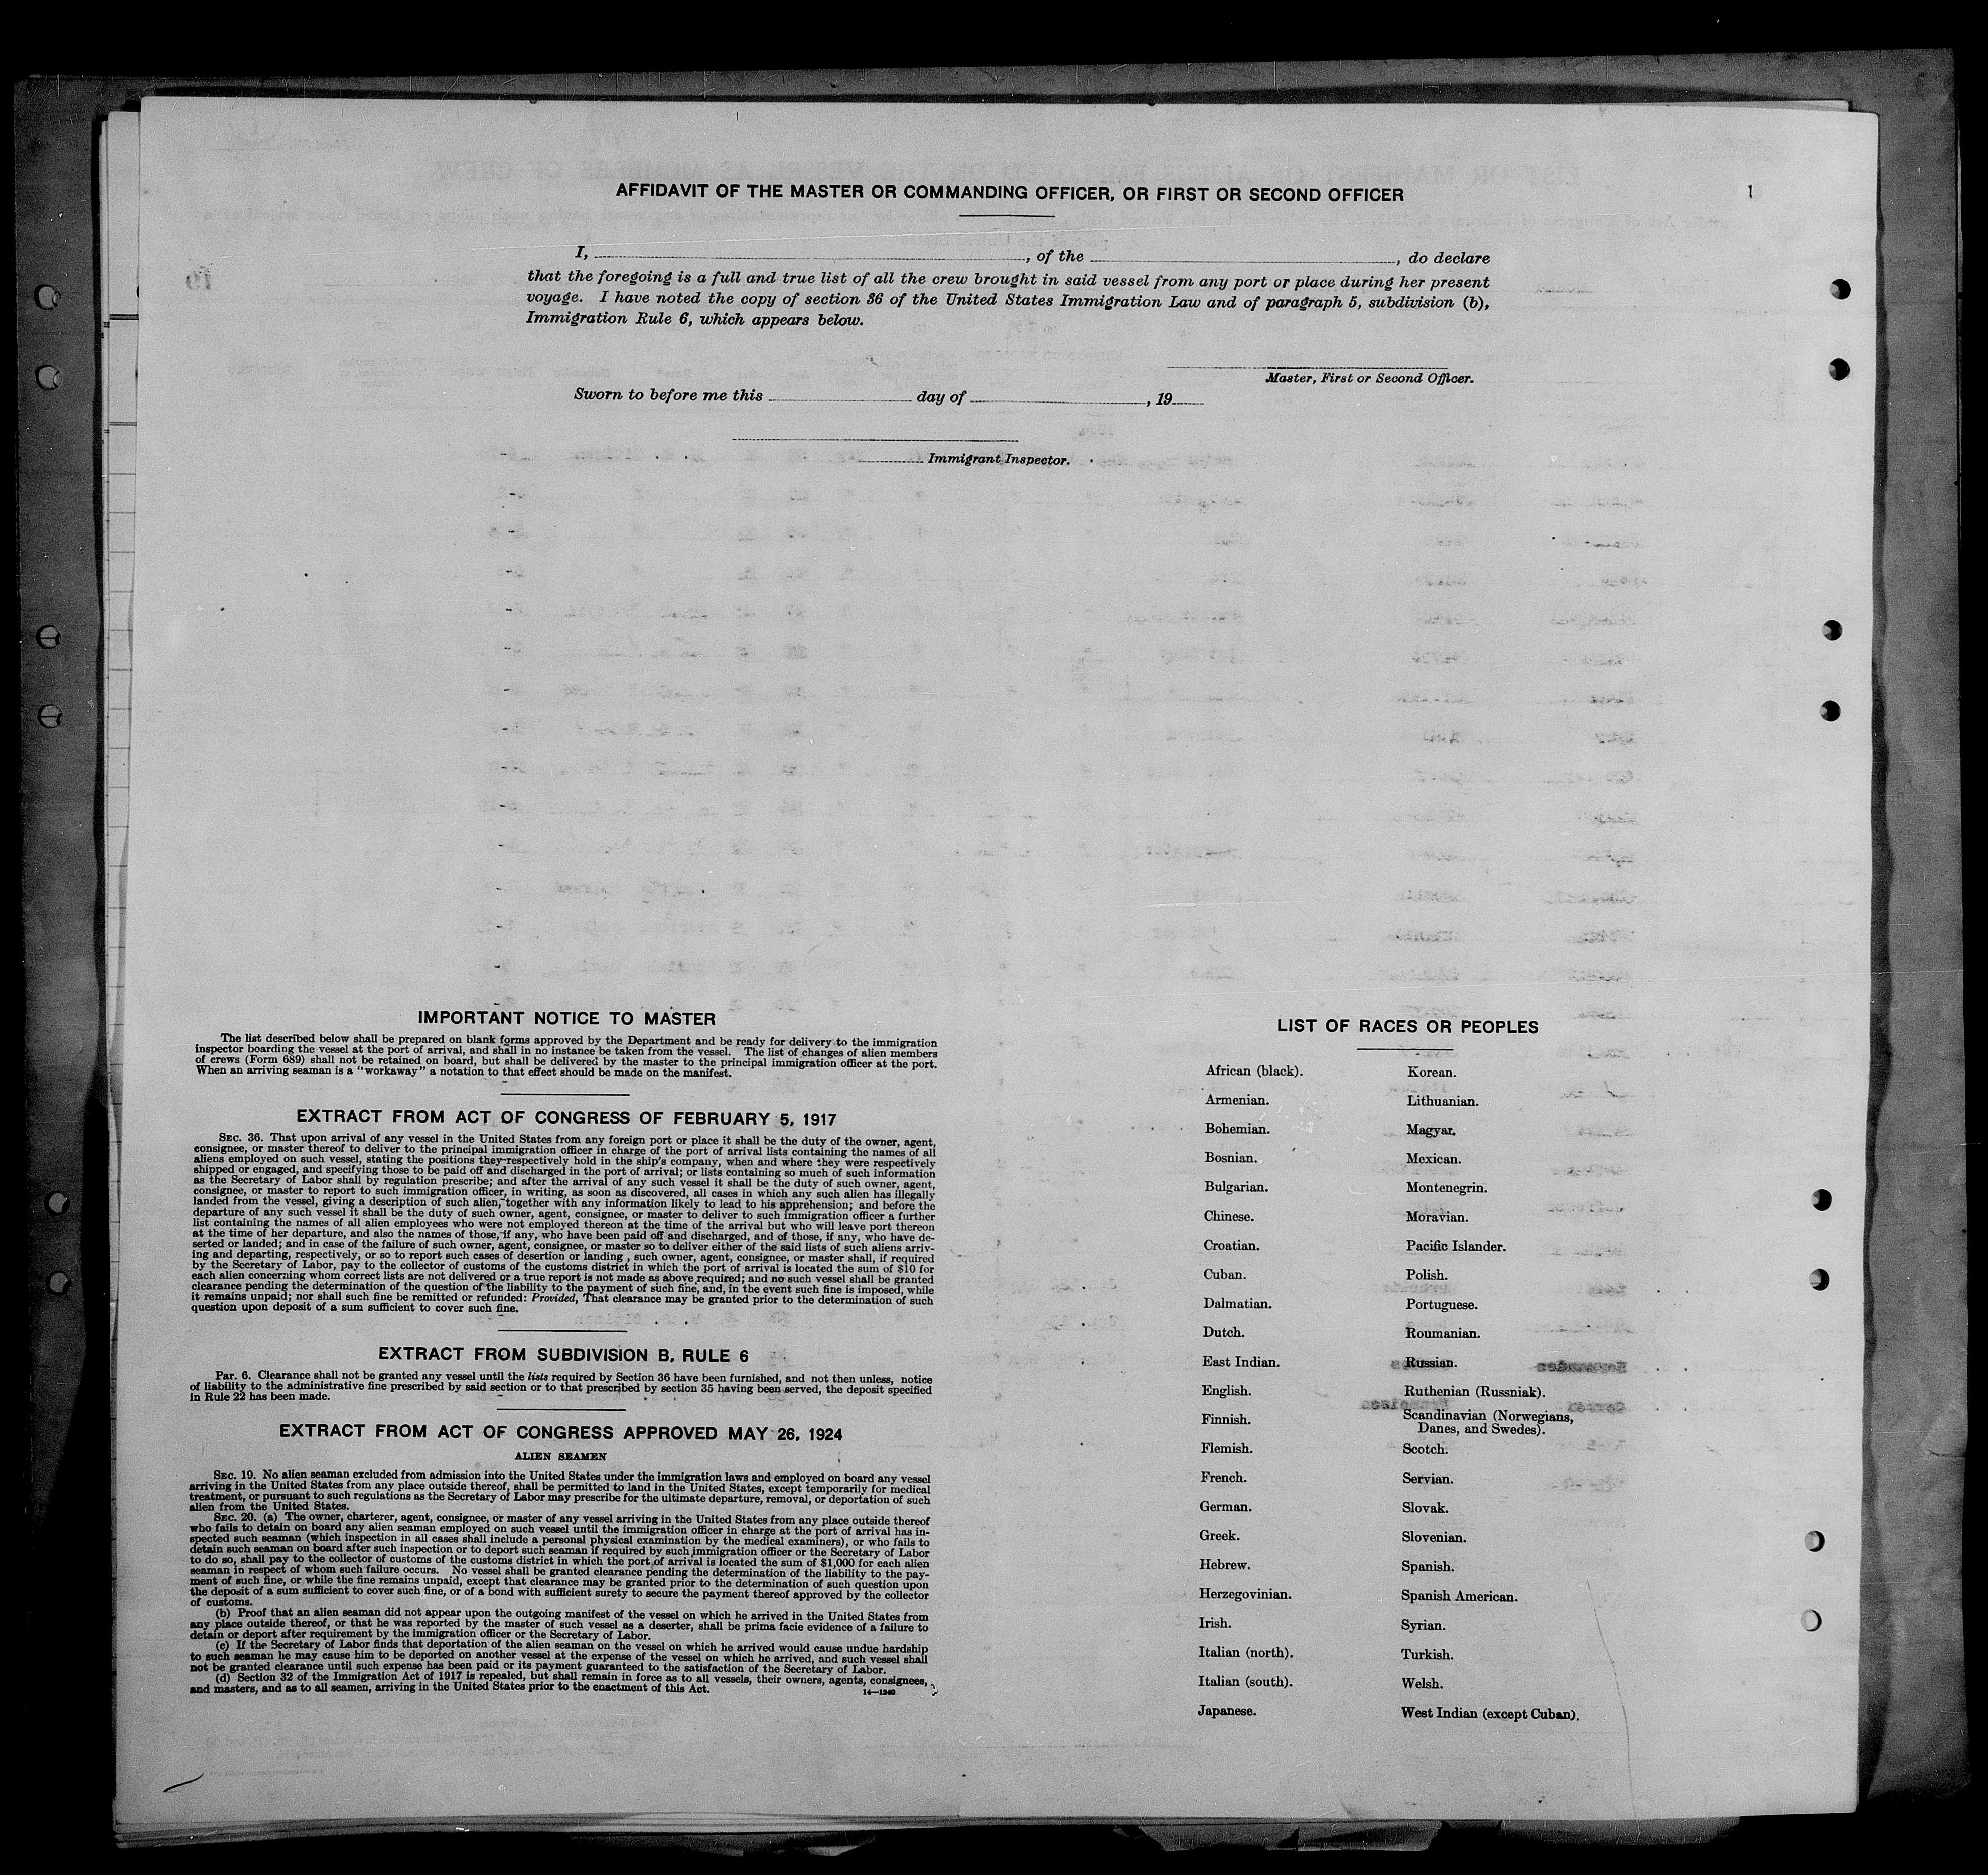 AFFIDAVIT OF THE MASTER OR COMMANDING OFFICER, OR FIRST OR SECOND OFFICER
1
I, , of the , do declare
that the foregoing is a full and true list of all the crew brought in said vessel from any port or place during her present
voyage. I have noted the copy of section 36 of the United States Immigration Law and of paragraph 5, subdivision (b),
Immigration Rule 6, which appears below.
Master, First or Second Officer.
Sworn to before me this day of , 19
Immigrant Inspector.
IMPORTANT NOTICE TO MASTER
The list described below shall be prepared on blank forms approved by the Department and be ready for delivery to the immigration
inspector boarding the vessel at the port of arrival, and shall in no instance be taken from the vessel. The list of changes of alien members
of crews (Form 689) shall not be retained on board, but shall be delivered by the master to the principal immigration officer at the port.
When an arriving seaman is a "workaway" a notation to that effect should be made on the manifest.
EXTRACT FROM ACT OF CONGRESS OF FEBRUARY 5, 1917
SEC. 36. That upon arrival of any vessel in the United States from any foreign port or place it shall be the duty of the owner, agent,
consignee, or master thereof to deliver to the principal immigration officer in charge of the port of arrival lists containing the names of all
aliens employed on such vessel, stating the positions they respectively hold in the ship's company, when and where they were respectively
shipped or engaged, and specifying those to be paid off and discharged in the port of arrival; or lists containing so much of such information
as the Secretary of Labor shall by regulation prescribe; and after the arrival of any such vessel it shall be the duty of such owner, agent,
consignee, or master to report to such immigration officer, in writing, as soon as discovered, all cases in which any such alien has illegally
landed from the vessel, giving a description of such alien, together with any information likely to lead to his apprehension; and before the
departure of any such vessel it shall be the duty of such owner, agent, consignee, or master to deliver to such immigration officer a further
list containing the names of all alien employees who were not employed thereon at the time of the arrival but who will leave port thereon
at the time of her departure, and also the names of those, if any, who have been paid off and discharged, and of those, if any, who have de-
serted or landed; and in case of the failure of such owner, agent, consignee, or master so to deliver either of the said lists of such aliens arriv-
ing and departing, respectively, or so to report such cases of desertion or landing , such owner, agent, consignee, or master shall, if required
by the Secretary of Labor, pay to the collector of customs of the customs district in which the port of arrival is located the sum of $10 for
each alien concerning whom correct lists are not delivered or a true report is not made as above required; and no such vessel shall be granted
clearance pending the determination of the question of the liability to the payment of such fine, and, in the event such fine is imposed, while
it remains unpaid; nor shall such fine be remitted or refunded: Provided, That clearance may be granted prior to the determination of such
question upon deposit of a sum sufficient to cover such fine.
EXTRACT FROM SUBDIVISION B, RULE 6
Par. 6. Clearance shall not be granted any vessel until the lists required by Section 36 have been furnished, and not then unless, notice
of liability to the administrative fine prescribed by said section or to that prescribed by section 35 having been served, the deposit specified
in Rule 22 has been made.
EXTRACT FROM ACT OF CONGRESS APPROVED MAY 26, 1924
ALIEN SEAMEN
SEC. 19. No alien seaman excluded from admission into the United States under the immigration laws and employed on board any vessel
arriving in the United States from any place outside thereof, shall be permitted to land in the United States, except temporarily for medical
treatment, or pursuant to such regulations as the Secretary of Labor may prescribe for the ultimate departure, removal, or deportation of such
alien from the United States.
SEC. 20. (a) The owner, charterer, agent, consignee, or master of any vessel arriving in the United States from any place outside thereof
who fails to detain on board any alien seaman employed on such vessel until the immigration officer in charge at the port of arrival has in-
spected such seaman (which inspection in all cases shall include a personal physical examination by the medical examiners), or who fails to
detain such seaman on board after such inspection or to deport such seaman if required by such immigration officer or the Secretary of Labor
to do so, shall pay to the collector of customs of the customs district in which the port of arrival is located the sum of $1,000 for each alien
seaman in respect of whom such failure occurs. No vessel shall be granted clearance pending the determination of the liability to the pay-
ment of such fine, or while the fine remains unpaid, except that clearance may be granted prior to the determination of such question upon
the deposit of a sum sufficient to cover such fine, or of a bond with sufficient surety to secure the payment thereof approved by the collector
of customs.
(b) Proof that an alien seaman did not appear upon the outgoing manifest of the vessel on which he arrived in the United States from
any place outside thereof, or that he was reported by the master of such vessel as a deserter, shall be prima facie evidence of a failure to
detain or deport after requirement by the immigration officer or the Secretary of Labor.
(c) If the Secretary of Labor finds that deportation of the alien seaman on the vessel on which he arrived would cause undue hardship
to such seaman he may cause him to be deported on another vessel at the expense of the vessel on which he arrived, and such vessel shall
not be granted clearance until such expense has been paid or its payment guaranteed to the satisfaction of the Secretary of Labor.
(d) Section 32 of the Immigration Act of 1917 is repealed, but shall remain in force as to all vessels, their owners, agents, consignees,
and masters, and as to all seamen, arriving in the United States prior to the enactment of this Act.
14—1240
LIST OF RACES OR PEOPLES
African (black).
Armenian.
Bohemian.
Bosnian.
Bulgarian.
Chinese.
Croatian.
Cuban.
Dalmatian.
Dutch.
East Indian.
English.
Finnish.
Flemish.
French.
German.
Greek.
Hebrew.
Herzegovinian.
Irish.
Italian (north).
Italian (south).
Japanese.
Korean.
Lithuanian.
Magyar.
Mexican.
Montenegrin.
Moravian.
Pacific Islander.
Polish.
Portuguese.
Roumanian.
Russian.
Ruthenian (Russniak).
Scandinavian (Norwegians,
Danes, and Swedes).
Scotch.
Servian.
Slovak.
Slovenian.
Spanish.
Spanish American.
Syrian.
Turkish.
Welsh.
West Indian (except Cuban).